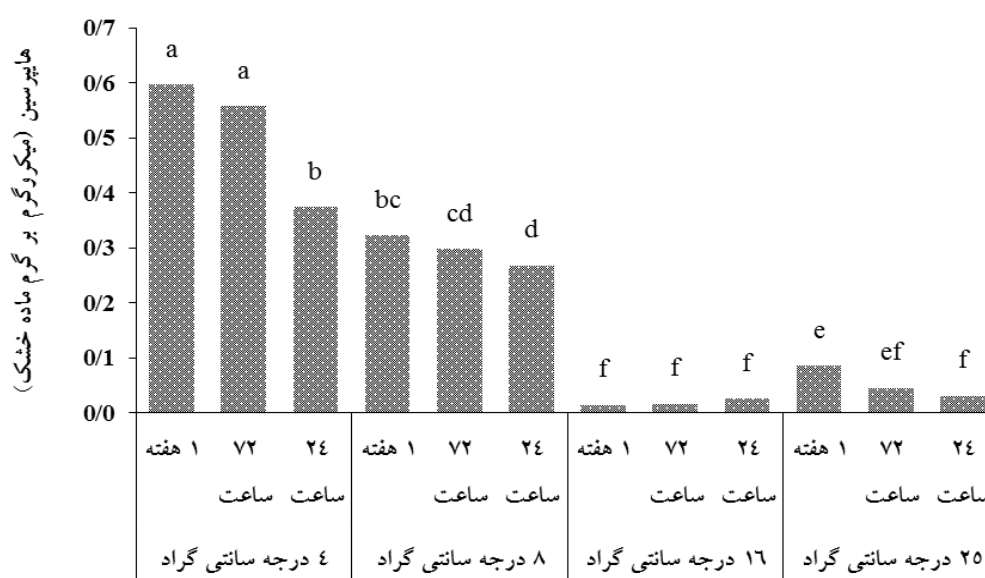 هایپرسین (میکروگرم بر گرم ماده خشک)
0/7
0/6
0/5
0/4
0/3
0/2
0/1
0/0
a
a
b
bc
cd
d
f
f
f
e
ef
f
۱ هفته
۷۲ ساعت
۲٤ ساعت
۱ هفته
۷۲ ساعت
۲٤ ساعت
۱ هفته
۷۲ ساعت
۲٤ ساعت
۱ هفته
۷۲ ساعت
۲٤ ساعت
٤ درجه سانتی گراد
۸ درجه سانتی گراد
۱٦ درجه سانتی گراد
۲٥ درجه سانتی گراد